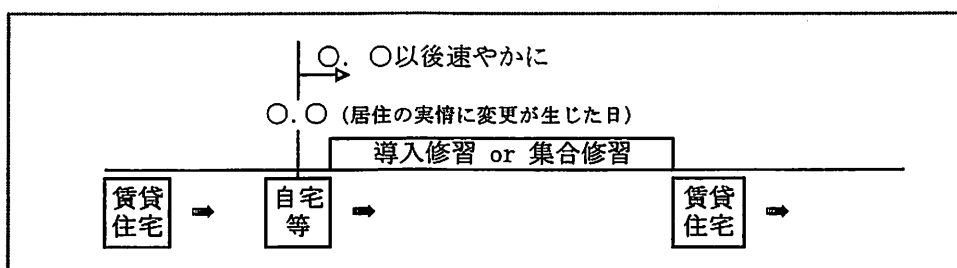 ○．○以後速やかに
○.○（居住の実情に変更が生じた日）
導入修習 or 集合修習
賃貸
住宅
➡
自宅
等
➡
賃貸
住宅
➡